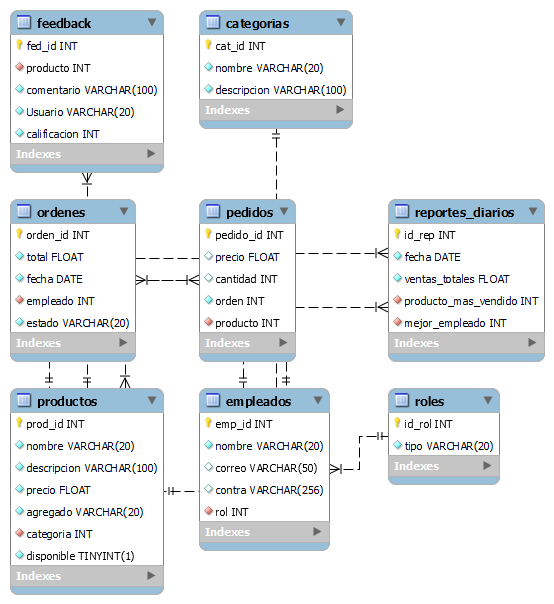 feedback
fed_id INT
producto INT
comentario VARCHAR(100)
Usuario VARCHAR(20)
calificacion INT
Indexes
categorias
cat_id INT
nombre VARCHAR(20)
descripcion VARCHAR(100)
Indexes
ordenes
orden_id INT
total FLOAT
fecha DATE
empleado INT
estado VARCHAR(20)
Indexes
pedidos
pedido_id INT
precio FLOAT
cantidad INT
orden INT
producto INT
Indexes
reportes_diarios
id_rep INT
fecha DATE
ventas_totales FLOAT
producto_mas_vendido INT
mejor_empleado INT
Indexes
productos
prod_id INT
nombre VARCHAR(20)
descripcion VARCHAR(100)
precio FLOAT
agregado VARCHAR(20)
categoria INT
disponible TINYINT(1)
Indexes
empleados
emp_id INT
nombre VARCHAR(20)
correo VARCHAR(50)
contra VARCHAR(256)
rol INT
Indexes
roles
id_rol INT
tipo VARCHAR(20)
Indexes